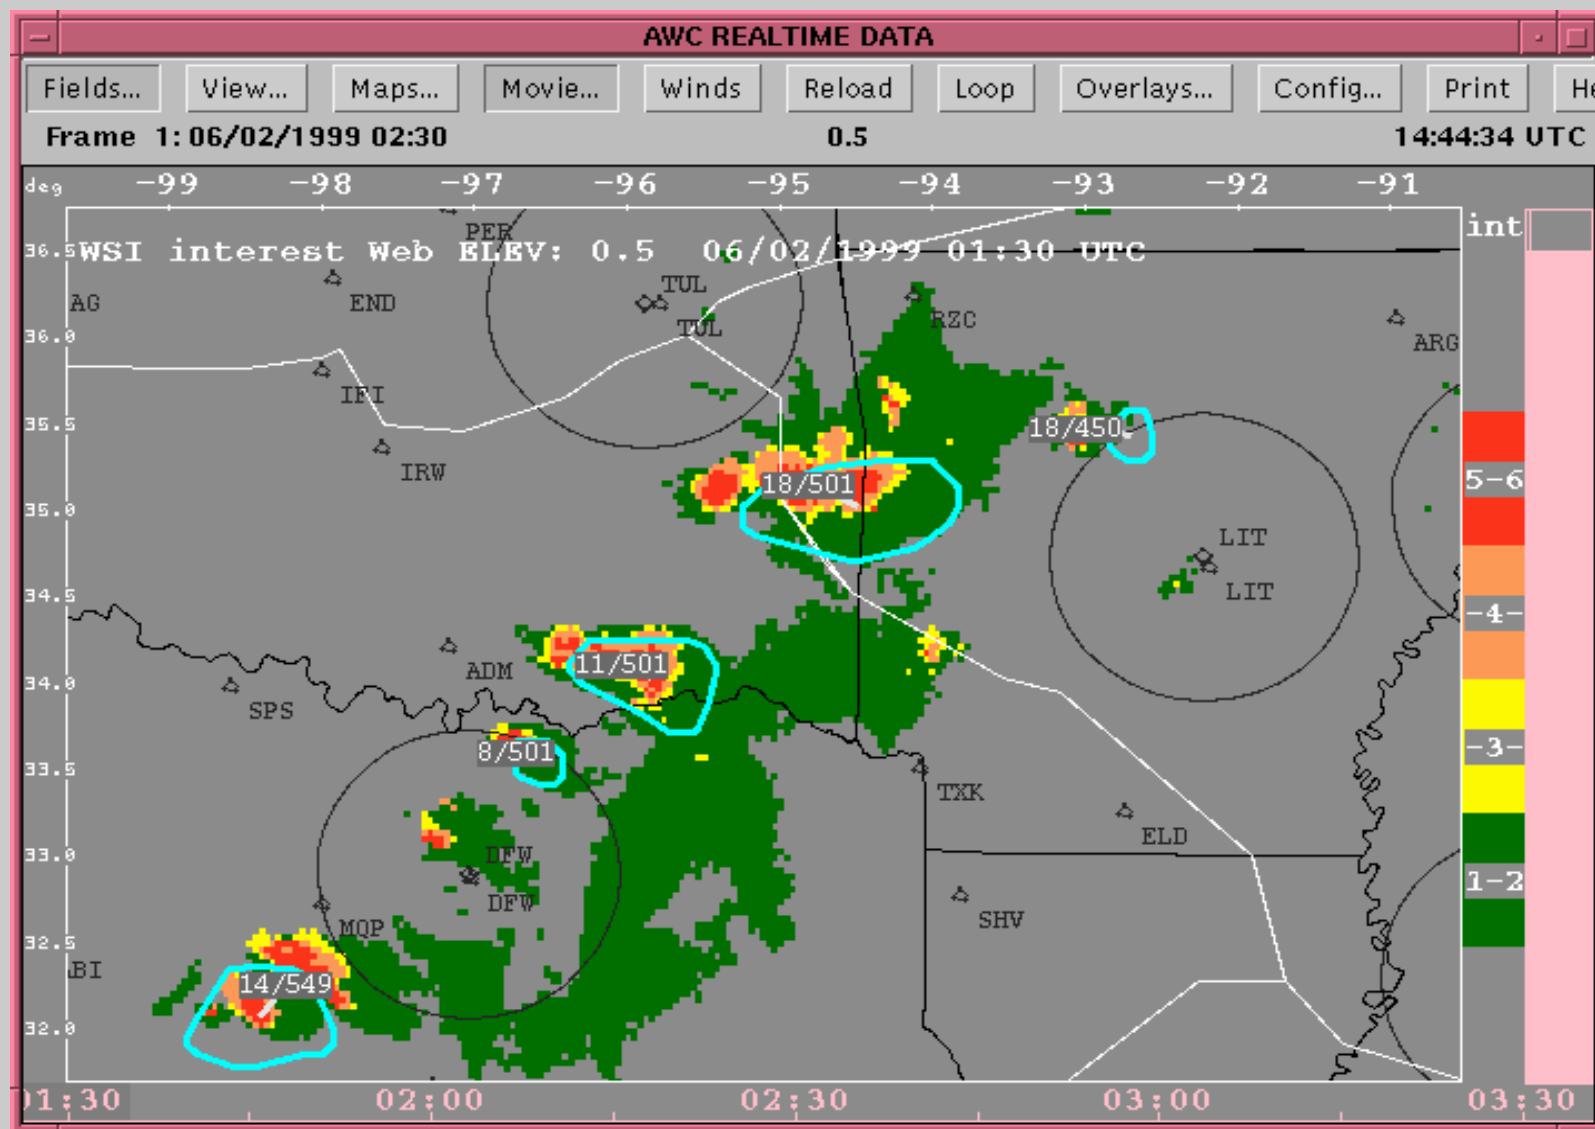 AWC REALTIME DATA
Fields... View... Maps... Movie... Winds Reload Loop Overlays... Config... Print He
Frame 1: 06/02/1999 02:30 0.5 14:44:34 UTC
deg -99 -98 -97 -96 -95 -94 -93 -92 -91
int
PER
36.5 WSI interest Web ELEV: 0.5 06/02/1999 01:30 UTC
TUL
AG END
RZC
TUL
36.0
ARG
IFI
35.5
18/450
IRW
5-6
18/501
35.0
LIT
34.5
LIT
-4-
11/501
ADM
34.0
SPS
8/501
-3-
33.5
TXK
ELD
33.0
DFW
1-2
DFW
SHV
MQP
32.5
BI
14/549
32.0
01:30 02:00 02:30 03:00 03:30